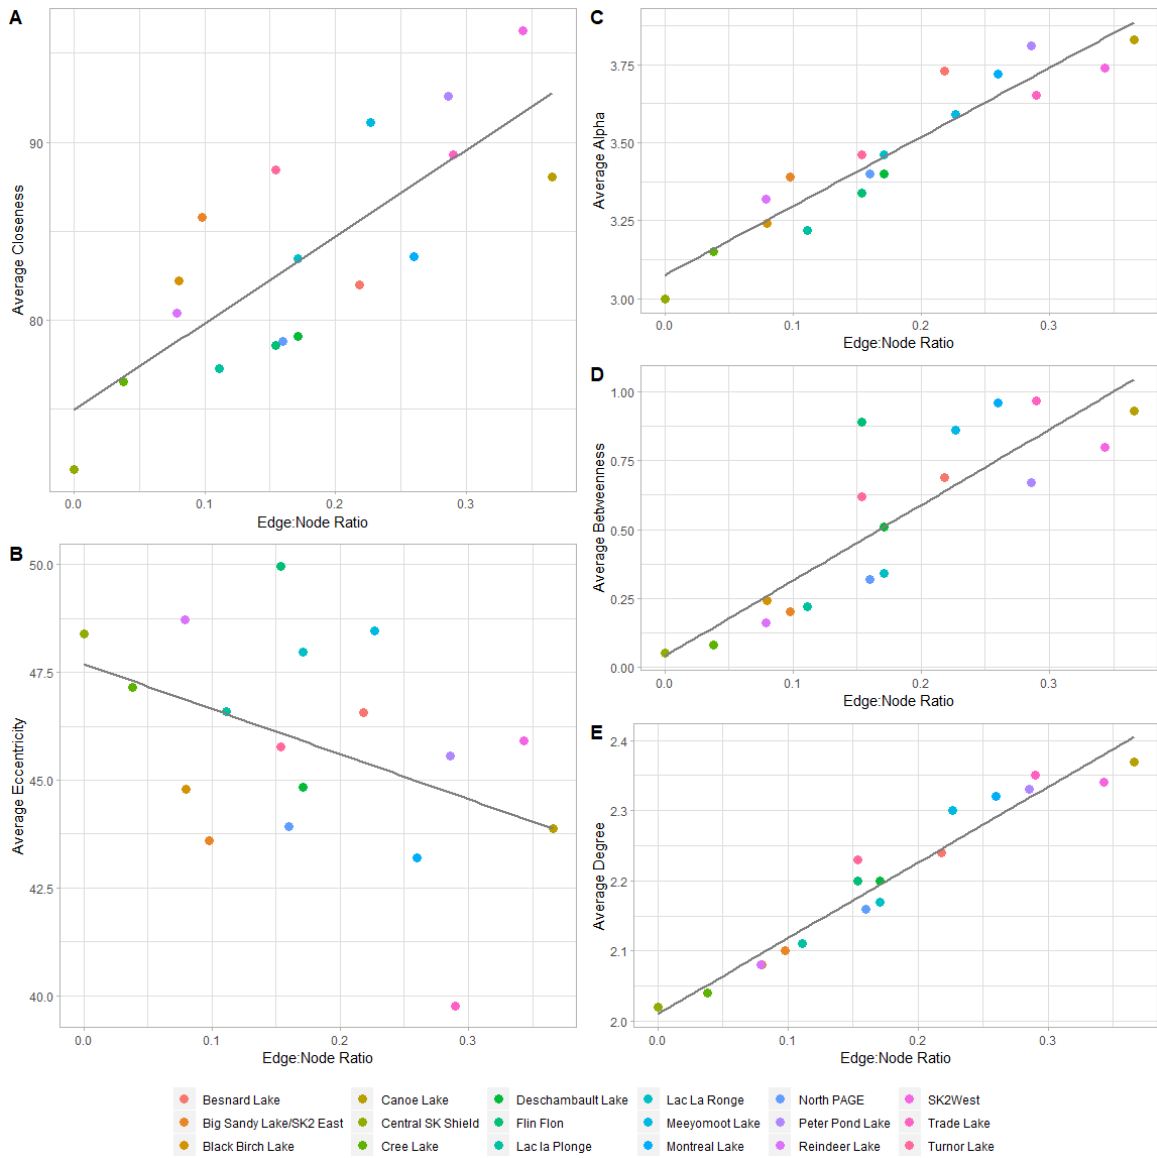 A
Average Closeness
90
80
0.0 0.1 0.2 0.3
Edge:Node Ratio
B
Average Eccentricity
50.0
47.5
45.0
42.5
40.0
0.0 0.1 0.2 0.3
Edge:Node Ratio
C
Average Alpha
3.75
3.50
3.25
3.00
0.0 0.1 0.2 0.3
Edge:Node Ratio
D
Average Betweenness
1.00
0.75
0.50
0.25
0.00
0.0 0.1 0.2 0.3
Edge:Node Ratio
E
Average Degree
2.4
2.3
2.2
2.1
2.0
0.0 0.1 0.2 0.3
Edge:Node Ratio
Besnard Lake Canoe Lake Deschambault Lake Lac La Ronge North PAGE SK2West
Big Sandy Lake/SK2 East Central SK Shield Flin Flon Meeyomoot Lake Peter Pond Lake Trade Lake
Black Birch Lake Cree Lake Lac la Plonge Montreal Lake Reindeer Lake Turnor Lake